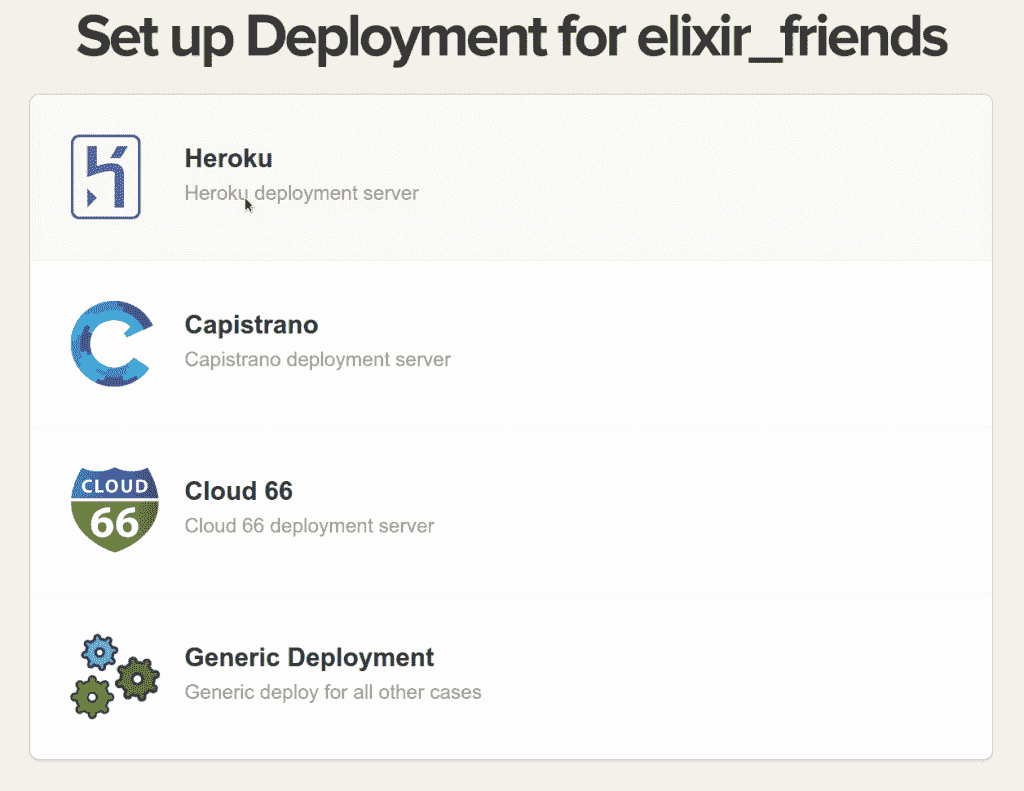 Set up Deployment for elixir_friends
Heroku
Heroku deployment server
Capistrano
Capistrano deployment server
CLOUD
66
Cloud 66
Cloud 66 deployment server
Generic Deployment
Generic deploy for all other cases